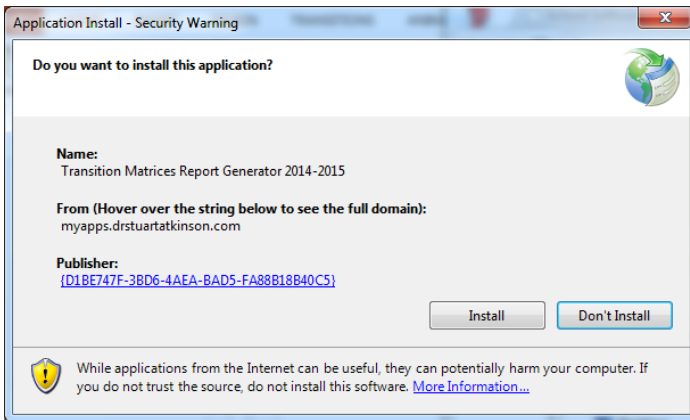 Application Install - Security Warning
Do you want to install this application?
Name:
Transition Matrices Report Generator 2014-2015
From (Hover over the string below to see the full domain):
myapps.drstuartatkinson.com
Publisher:
{D1BE747F-3BD6-4AEA-BAD5-FA88B18B40C5}
Install
Don't Install
While applications from the Internet can be useful, they can potentially harm your computer. If
you do not trust the source, do not install this software. More Information...